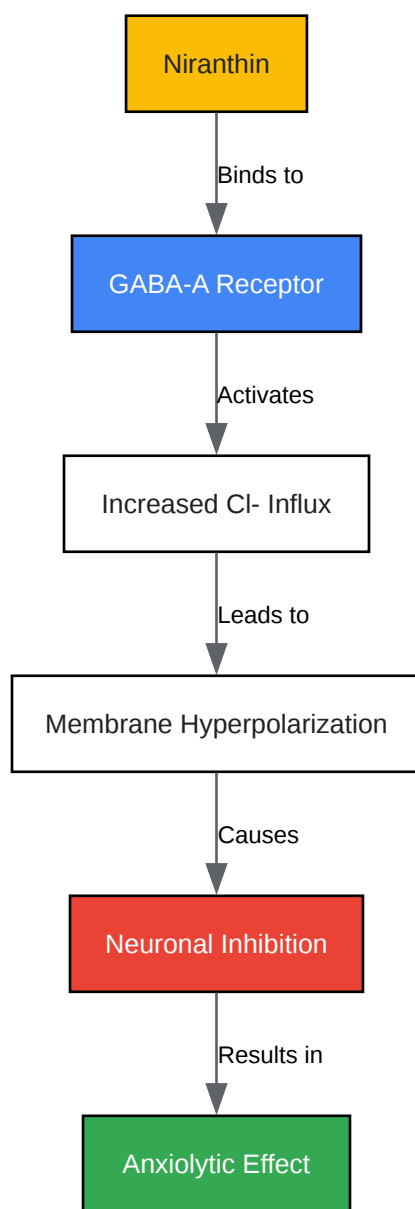 Niranthin
Binds to
GABA-A Receptor
Activates
Increased Cl- Influx
Leads to
Membrane Hyperpolarization
Causes
Neuronal Inhibition
Results in
Anxiolytic Effect